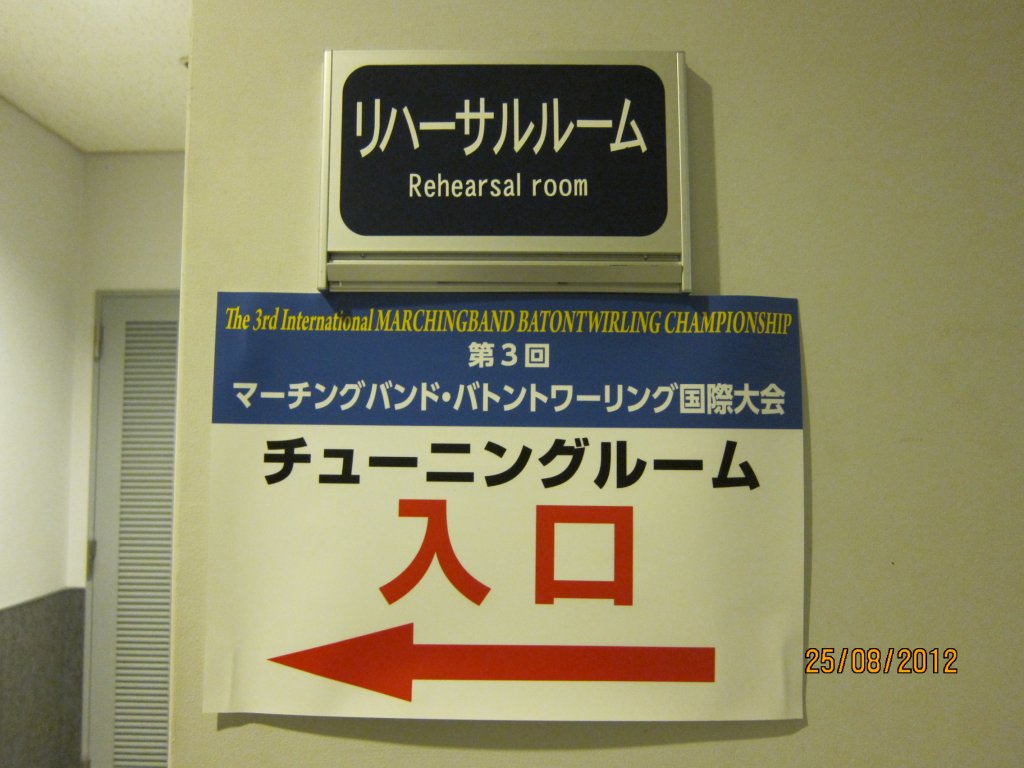 リハーサルルーム
Rehearsal room
The 3rd International MARCHINGBAND BATONTWIRLING CHAMPIONSHIP
第3回
マーチングバンド・バトントワーリング国際大会
チューニングルーム
入口
25/08/2012